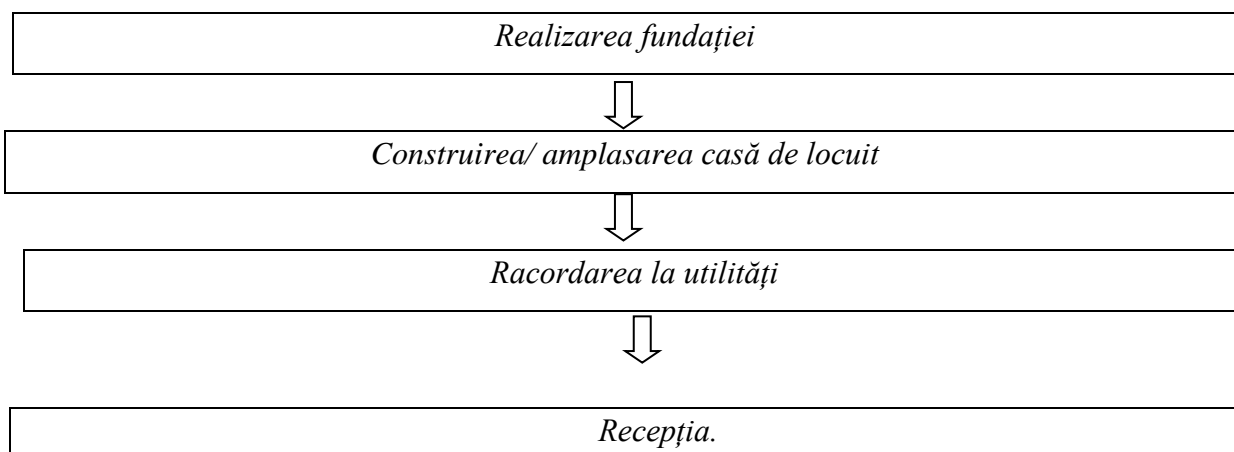 Realizarea fundației
Construirea/ amplasarea casă de locuit
Racordarea la utilități
Recepția.